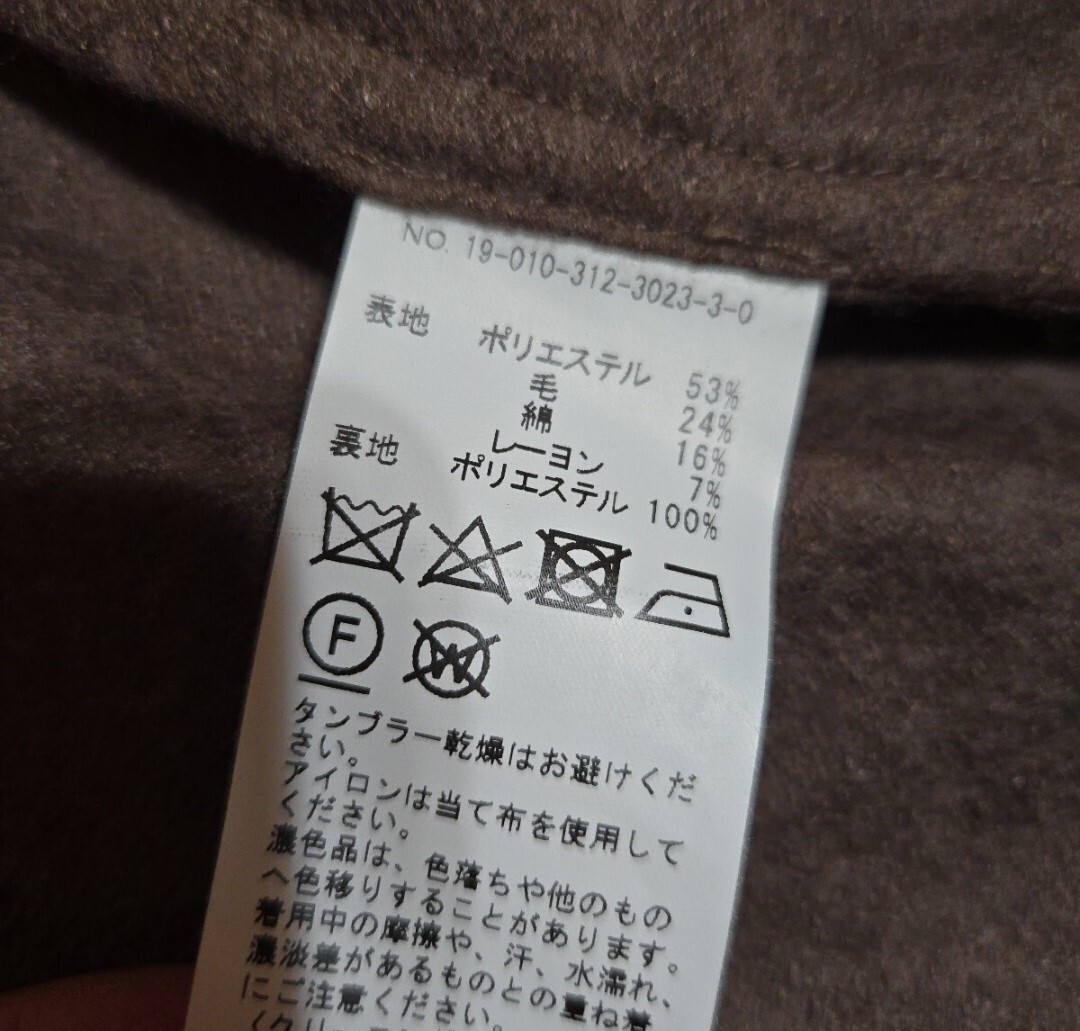 NO. 19-010-312-3023-3-0
表地 ポリエステル 53%
毛 24%
綿 16%
レーヨン 7%
裏地 ポリエステル 100%
F W
タンブラー乾燥はお避けくだ
さい。
アイロンは当て布を使用して
ください。
濃色品は、色落ちや他のもの
へ色移りすることがあります。
着用中の摩擦や、汗、水濡れ、
濃淡差があるものとの重ね着
にご注意ください。